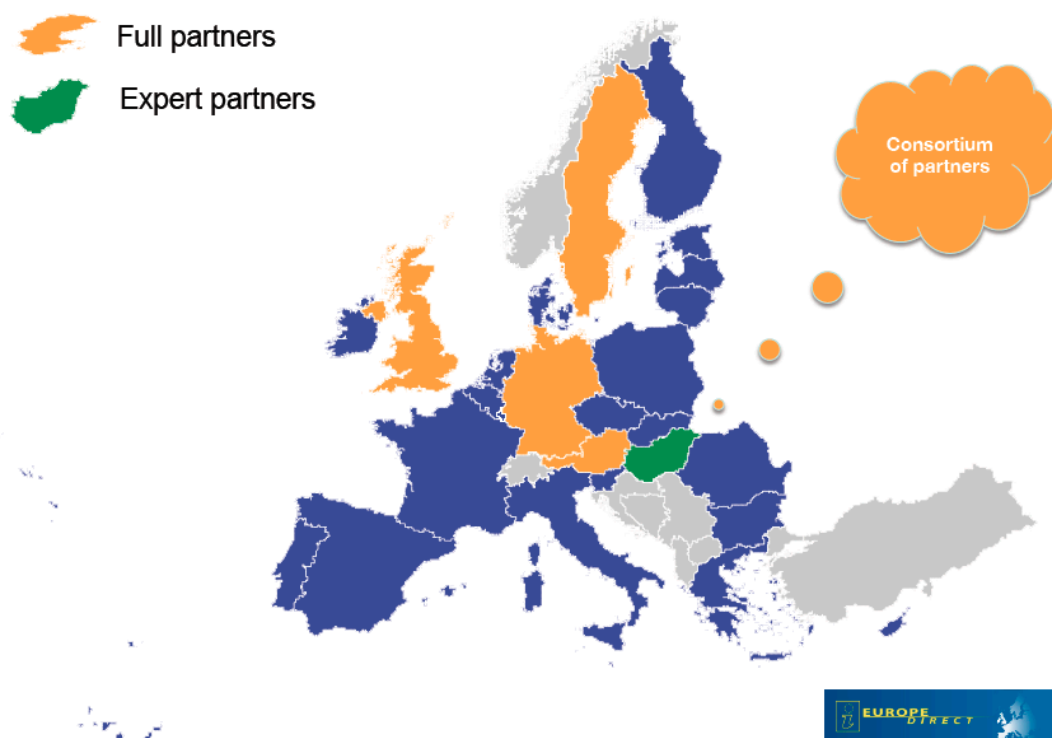 Full partners
Expert partners
Consortium
of partners
EUROPE
DIRECT